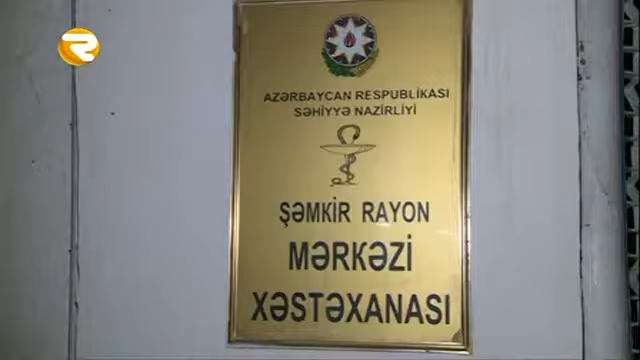 AZƏRBAYCAN RESPUBLİKASI
SƏHİYYƏ NAZİRLİYİ
ŞƏMKİR RAYON
MƏRKƏZİ
XƏSTƏXANASI